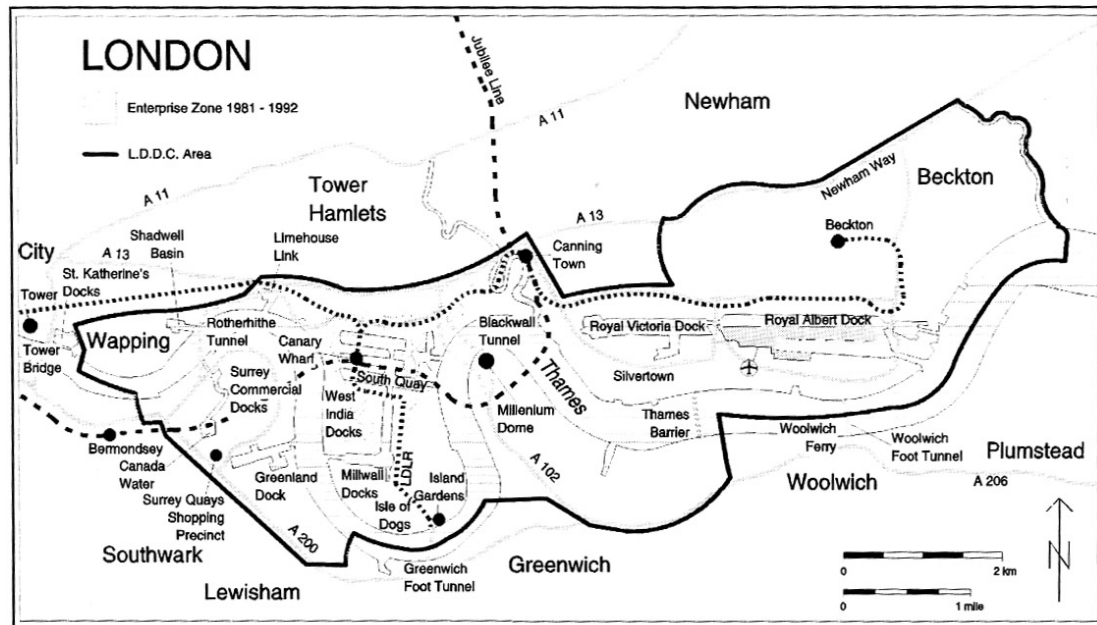 LONDON
Enterprise Zone 1981 - 1992
L.D.D.C. Area
Jubilee Line
A 11
Newham
Newham Way
Beckton
Beckton
A 11
Tower
Hamlets
A 13
Canning
Town
City
A 13
Shadwell
Basin
Limehouse
Link
St. Katherine's
Docks
Tower
Tower
Bridge
Wapping
Rotherhithe
Tunnel
Canary
Wharf
Blackwall
Tunnel
Royal Victoria Dock
Royal Albert Dock
Surrey
Commercial
Docks
South Quay
West
India
Docks
Thames
Silvertown
Millenium
Dome
Thames
Barrier
Woolwich
Ferry
Woolwich
Foot Tunnel
Plumstead
A 206
Woolwich
Bermondsey
Canada
Water
Surrey Quays
Shopping
Precinct
Greenland
Dock
Millwall
Docks
LDLR
Island
Gardens
Isle of
Dogs
A 102
A 200
Southwark
Lewisham
Greenwich
Foot Tunnel
Greenwich
N
0
2 km
0
1 mile